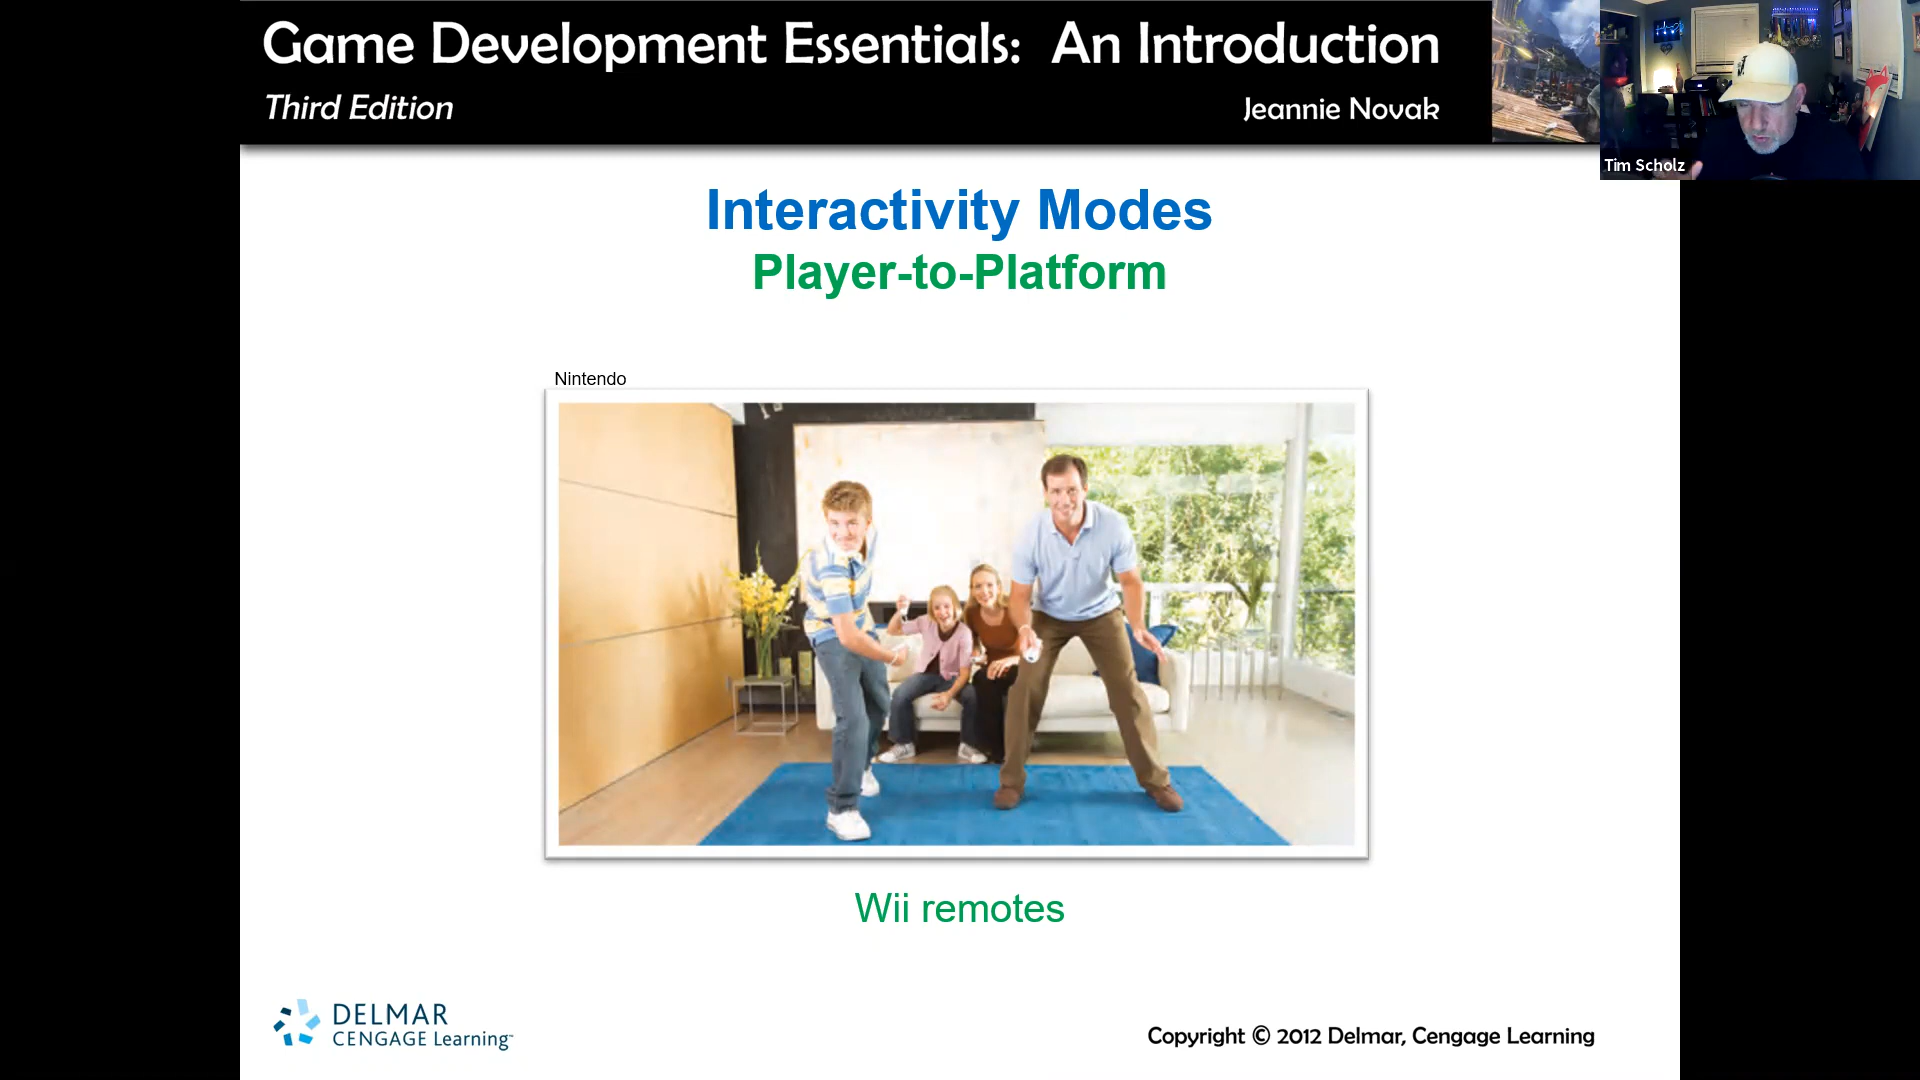 Game Development Essentials: An Introduction
Third Edition
Jeannie Novak
Tim Scholz
Interactivity Modes
Player-to-Platform
Nintendo
Wii remotes
DELMAR
CENGAGE Learning™
Copyright © 2012 Delmar, Cengage Learning